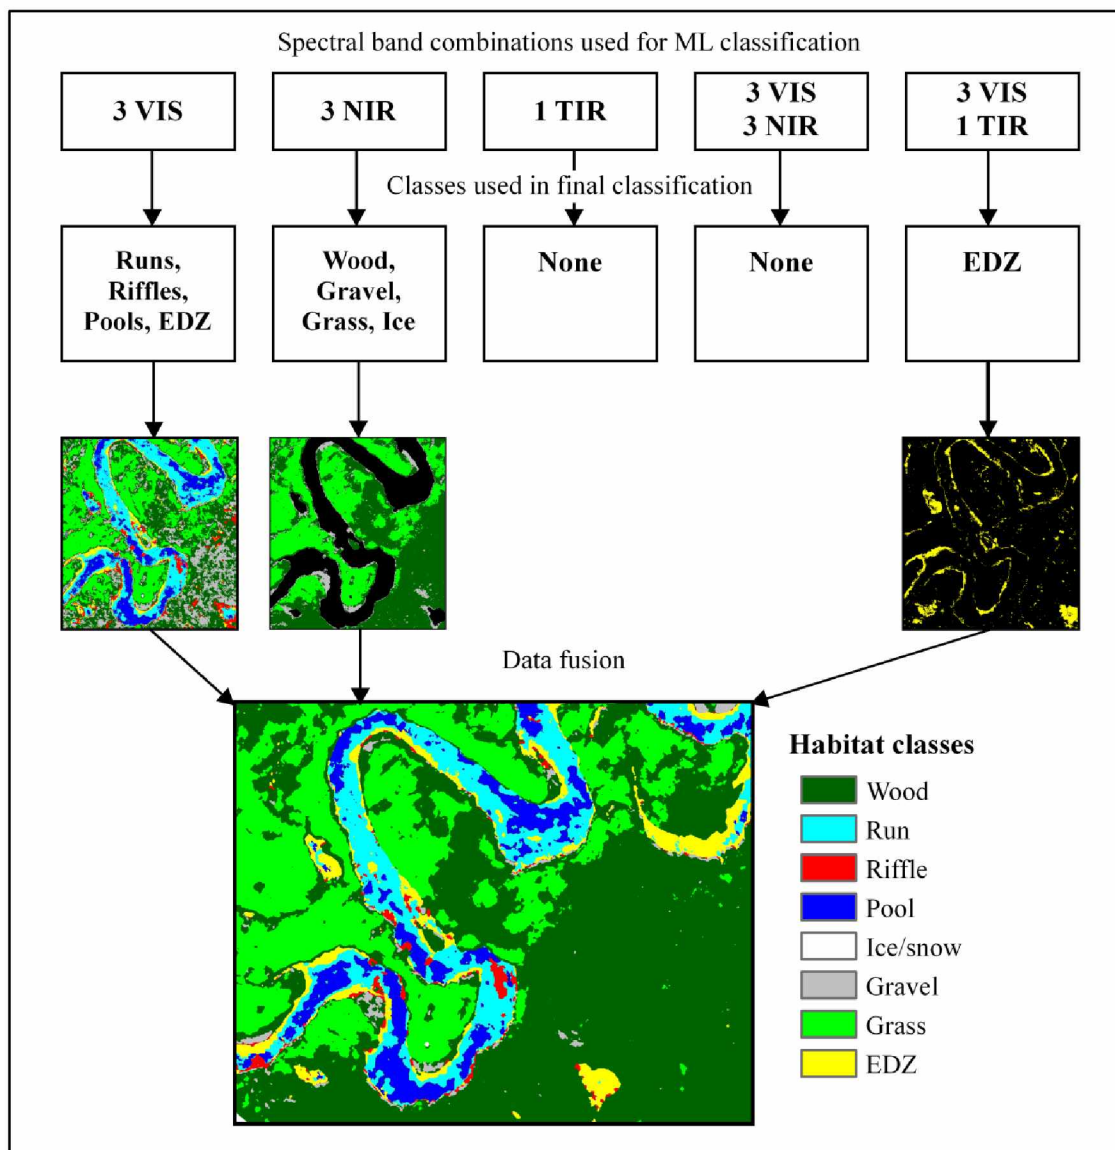 Spectral band combinations used for ML classification
3 VIS
3 NIR
1 TIR
3 VIS
3 NIR
3 VIS
1 TIR
Classes used in final classification
Runs,
Riffles,
Pools, EDZ
Wood,
Gravel,
Grass, Ice
None
None
EDZ
Data fusion
Habitat classes
Wood
Run
Riffle
Pool
Ice/snow
Gravel
Grass
EDZ